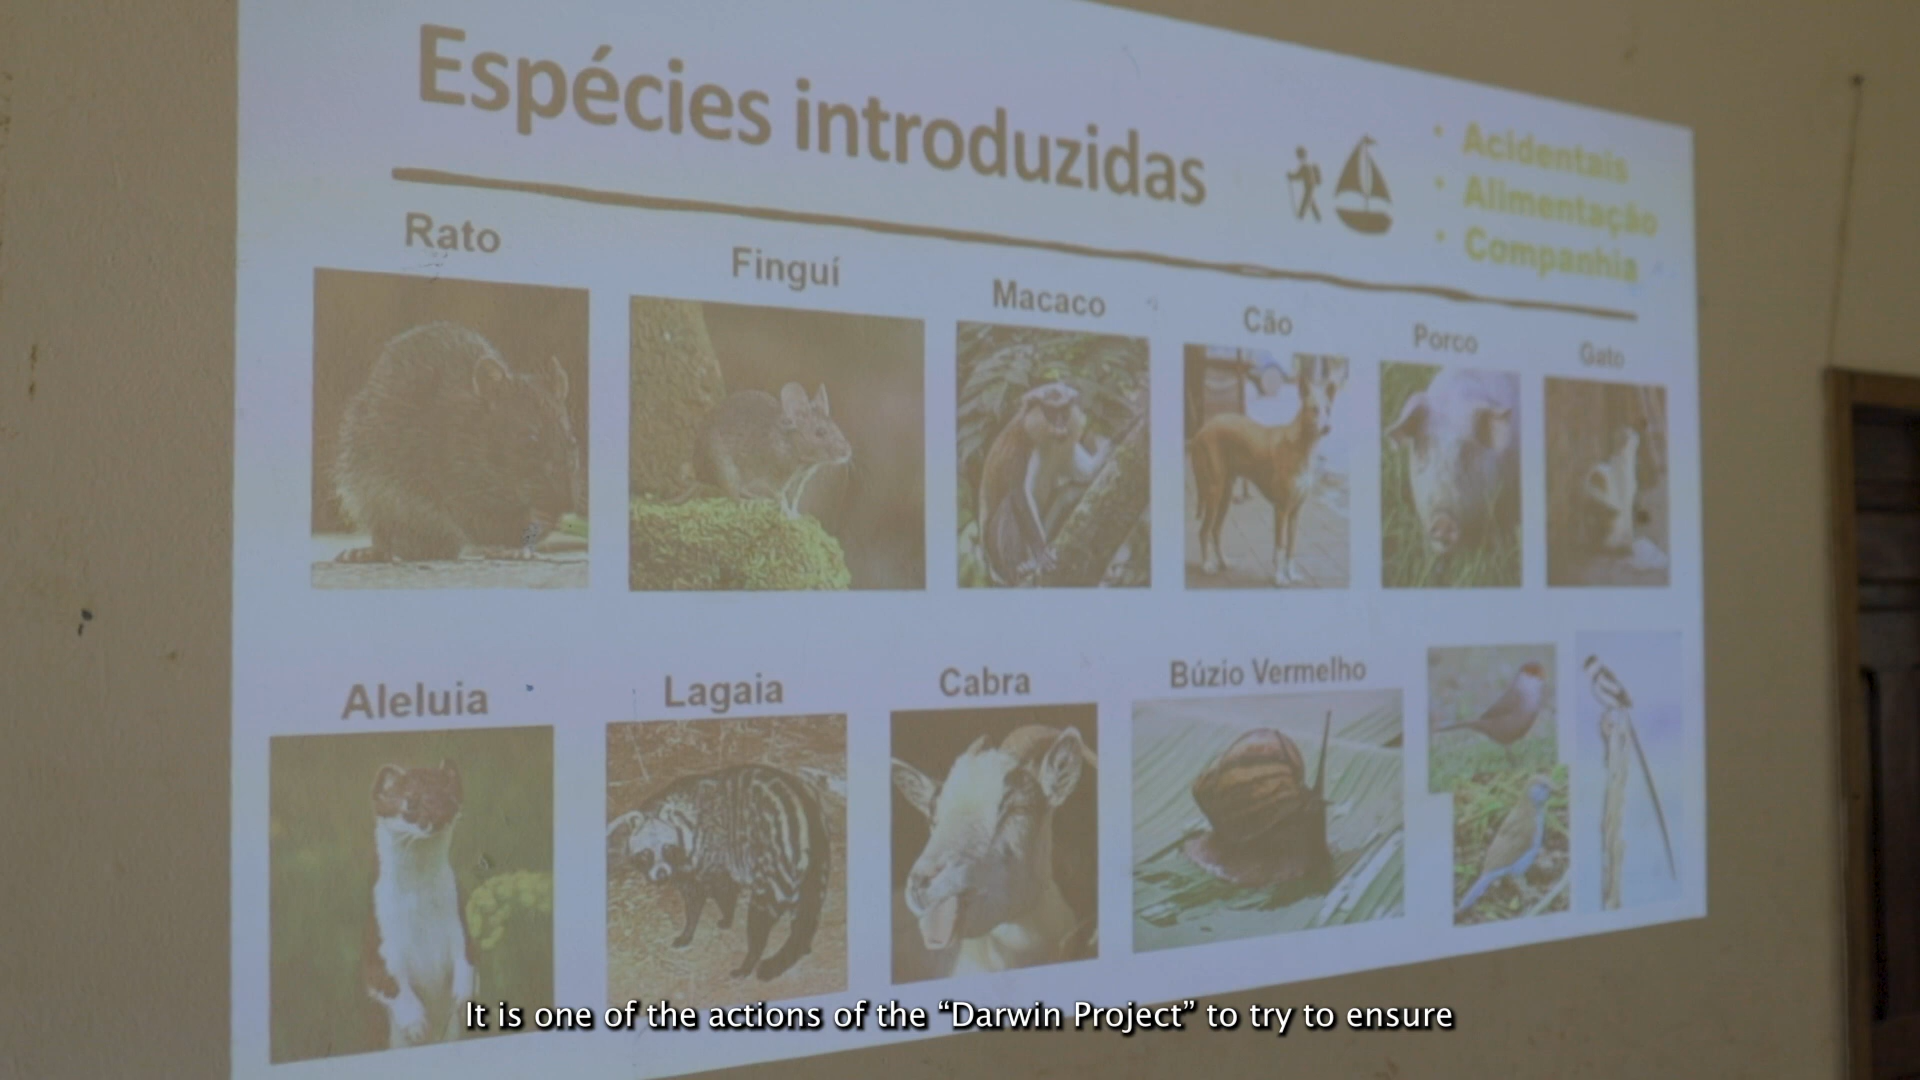 Espécies introduzidas
• Acidentais
• Alimentação
• Companhia
Rato
Finguí
Macaco
Cão
Porco
Gato
Aleluia
Lagaia
Cabra
Búzio Vermelho
It is one of the actions of the “Darwin Project” to try to ensure